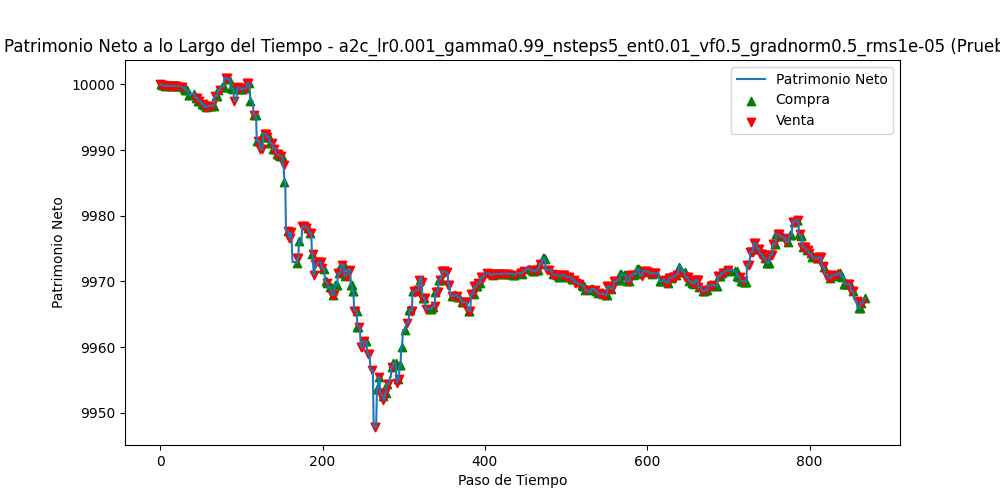 Patrimonio Neto a lo Largo del Tiempo - a2c_lr0.001_gamma0.99_nsteps5_ent0.01_vf0.5_gradnorm0.5_rms1e-05 (Prueb
Patrimonio Neto
Compra
Venta
10000
9990
9980
9970
9960
9950
Patrimonio Neto
0 200 400 600 800
Paso de Tiempo